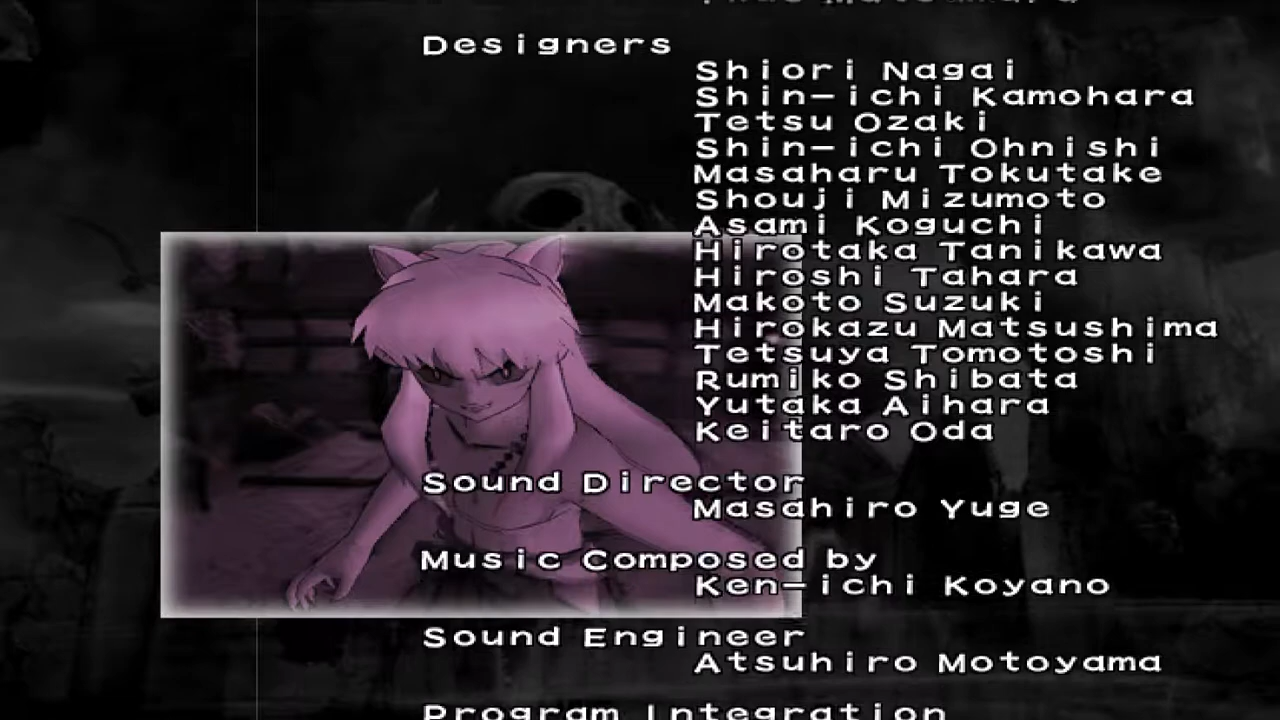 Designers
Shiori Nagai
Shin-ichi Kamohara
Tetsu Ozaki
Shin-ichi Ohnishi
Masaharu Tokutake
Shouji Mizumoto
Asami Koguchi
Hirotaka Tanikawa
Hiroshi Tahara
Makoto Suzuki
Hirokazu Matsushima
Tetsuya Tomotoshi
Rumiko Shibata
Yutaka Aihara
Keitaro Oda
Sound Director
Masahiro Yuge
Music Composed by
Ken-ichi Koyano
Sound Engineer
Atsuhiro Motoyama
Program Integration